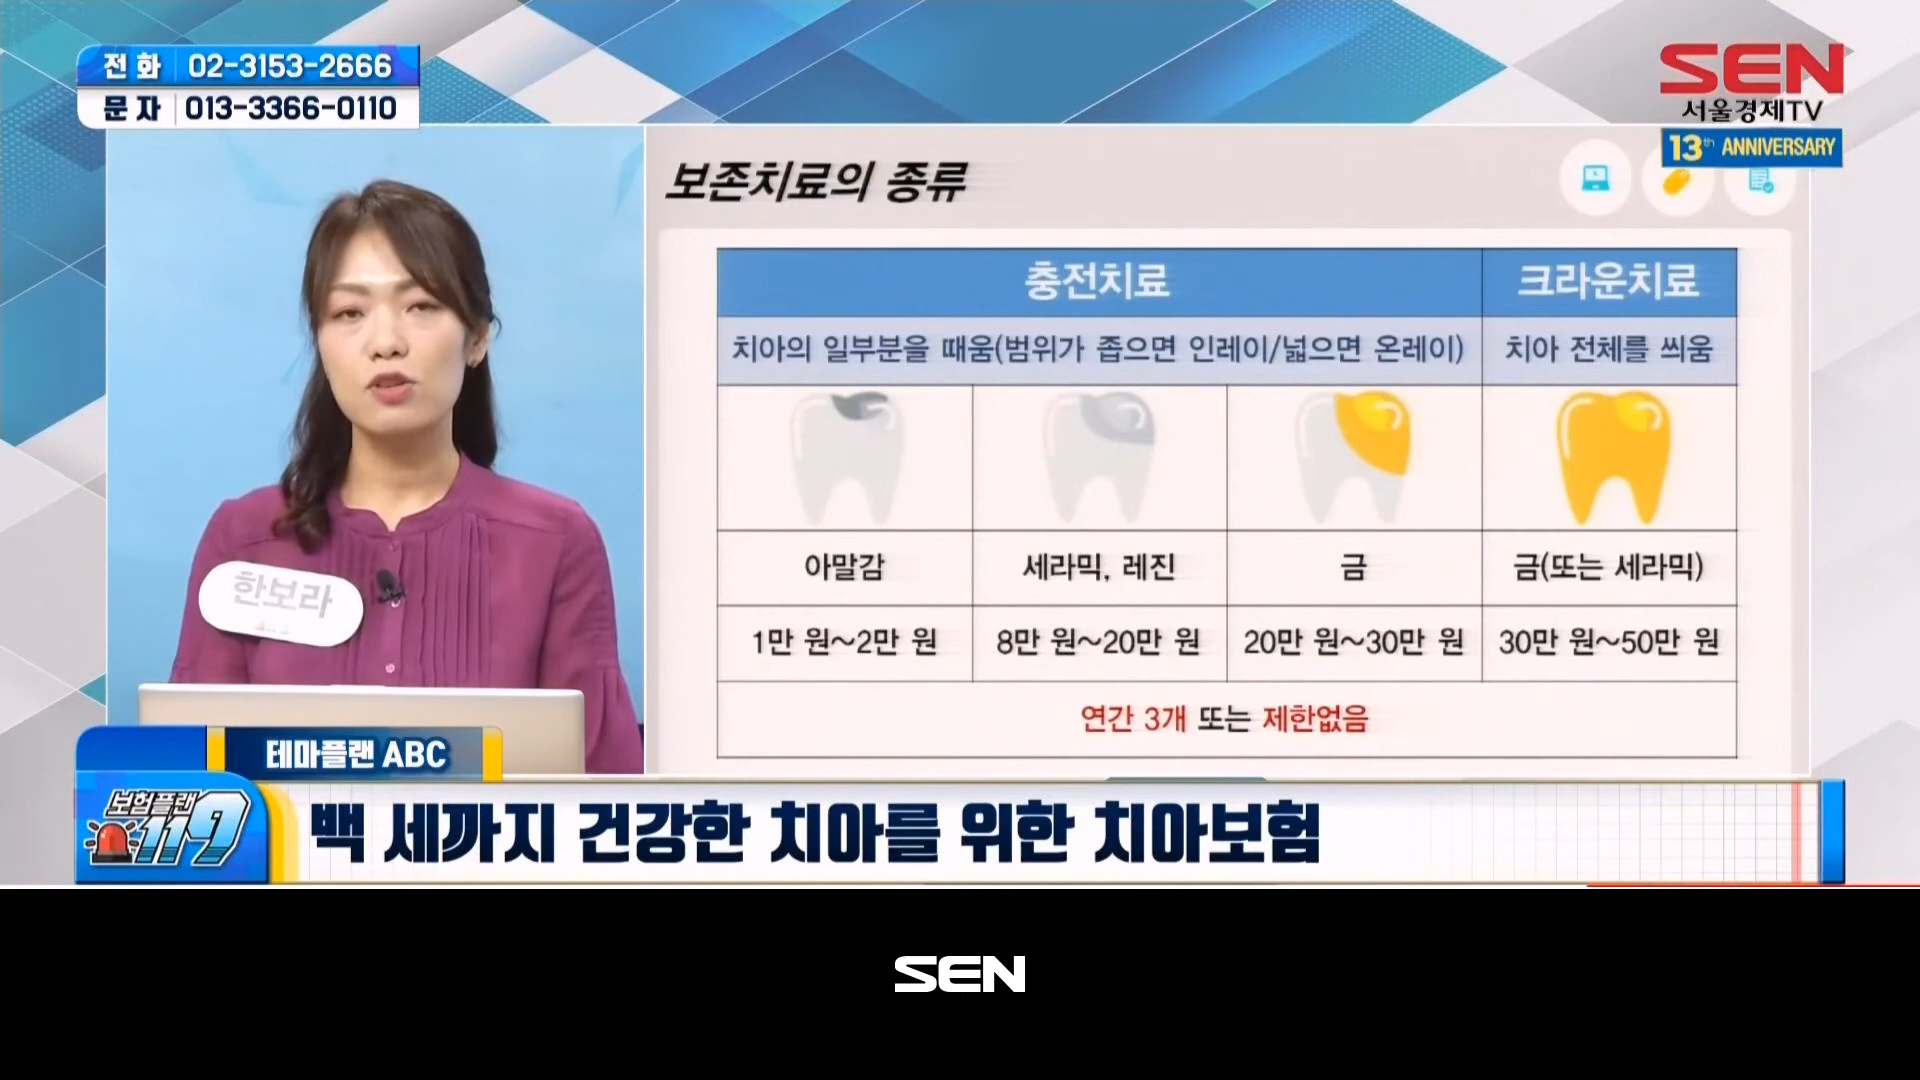 전화 02-3153-2666
문자 013-3366-0110
SEN
서울경제TV
13th ANNIVERSARY
보존치료의 종류
충전치료 크라운치료
치아의 일부분을 때움(범위가 좁으면 인레이/넓으면 온레이) 치아 전체를 씌움
아말감 세라믹, 레진 금 금(또는 세라믹)
1만 원~2만 원 8만 원~20만 원 20만 원~30만 원 30만 원~50만 원
연간 3개 또는 제한없음
한보라
테마플랜 ABC
보험플랜 119
백 세까지 건강한 치아를 위한 치아보험
SEN